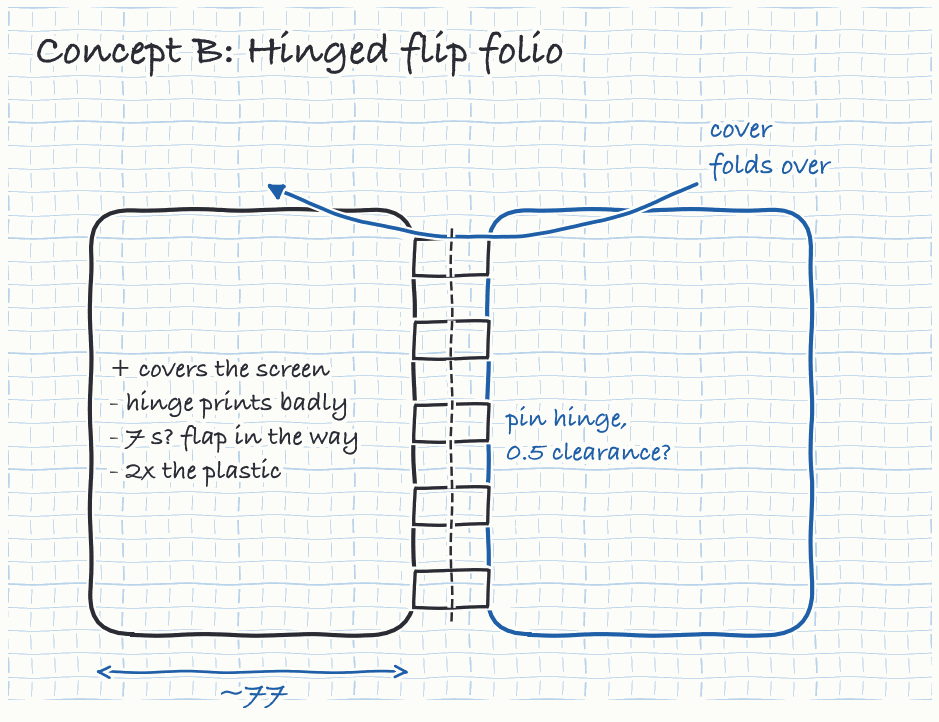 Concept B: Hinged flip folio
cover
folds over
+ covers the screen
- hinge prints badly
- 7 s? flap in the way
- 2x the plastic
pin hinge,
0.5 clearance?
~77